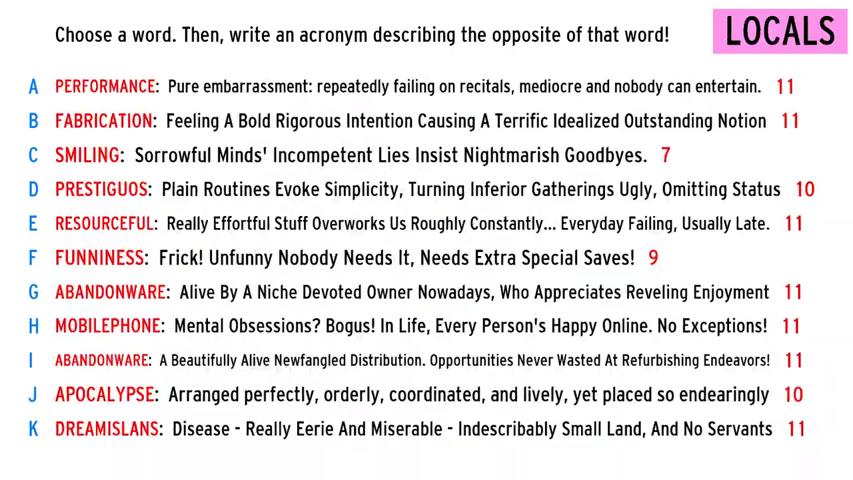 Choose a word. Then, write an acronym describing the opposite of that word! LOCALS
A PERFORMANCE: Pure embarrassment: repeatedly failing on recitals, mediocre and nobody can entertain. 11
B FABRICATION: Feeling A Bold Rigorous Intention Causing A Terrific Idealized Outstanding Notion 11
C SMILING: Sorrowful Minds' Incompetent Lies Insist Nightmarish Goodbyes. 7
D PRESTIGUOS: Plain Routines Evoke Simplicity, Turning Inferior Gatherings Ugly, Omitting Status 10
E RESOURCEFUL: Really Effortful Stuff Overworks Us Roughly Constantly... Everyday Failing, Usually Late. 11
F FUNNINESS: Frick! Unfunny Nobody Needs It, Needs Extra Special Saves! 9
G ABANDONWARE: Alive By A Niche Devoted Owner Nowadays, Who Appreciates Reveling Enjoyment 11
H MOBILEPHONE: Mental Obsessions? Bogus! In Life, Every Person's Happy Online. No Exceptions! 11
I ABANDONWARE: A Beautifully Alive Newfangled Distribution. Opportunities Never Wasted At Refurbishing Endeavors! 11
J APOCALYPSE: Arranged perfectly, orderly, coordinated, and lively, yet placed so endearingly 10
K DREAMISLANS: Disease - Really Eerie And Miserable - Indescribably Small Land, And No Servants 11